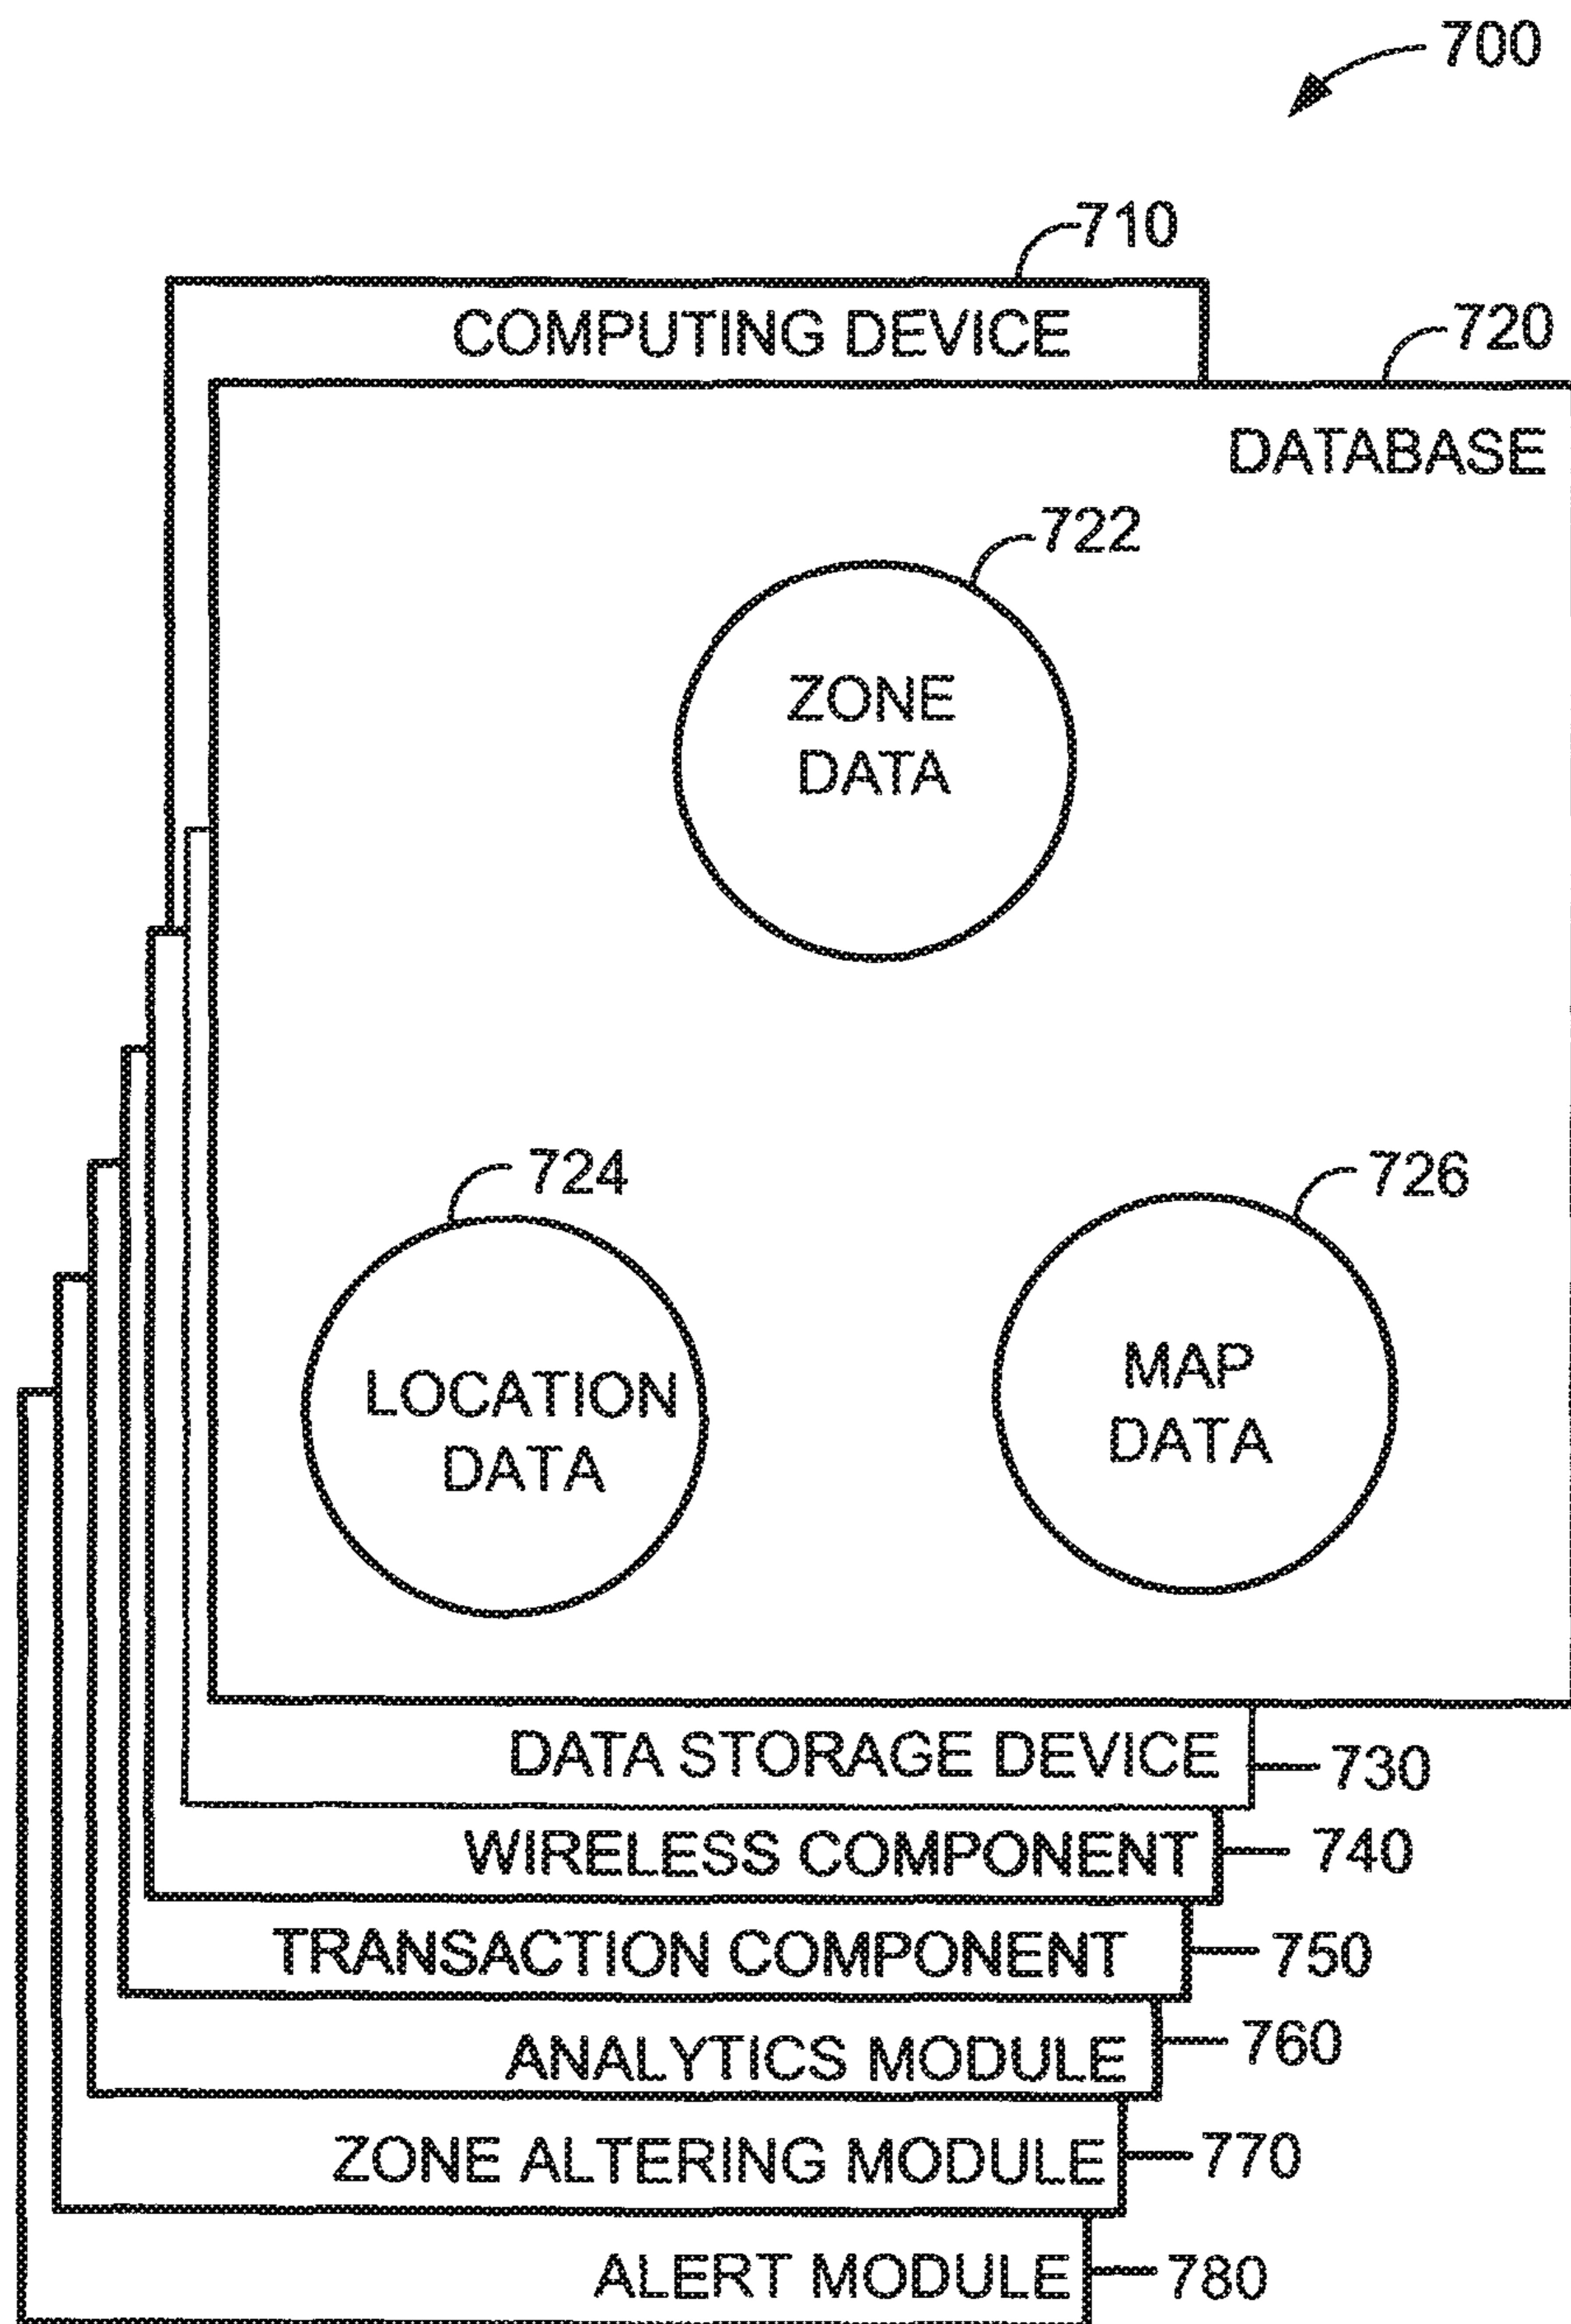 700
710
COMPUTING DEVICE
720
DATABASE
722
ZONE
DATA
724
726
LOCATION
DATA
MAP
DATA
DATA STORAGE DEVICE
730
WIRELESS COMPONENT
740
TRANSACTION COMPONENT
750
ANALYTICS MODULE
760
ZONE ALTERING MODULE
770
ALERT MODULE
780